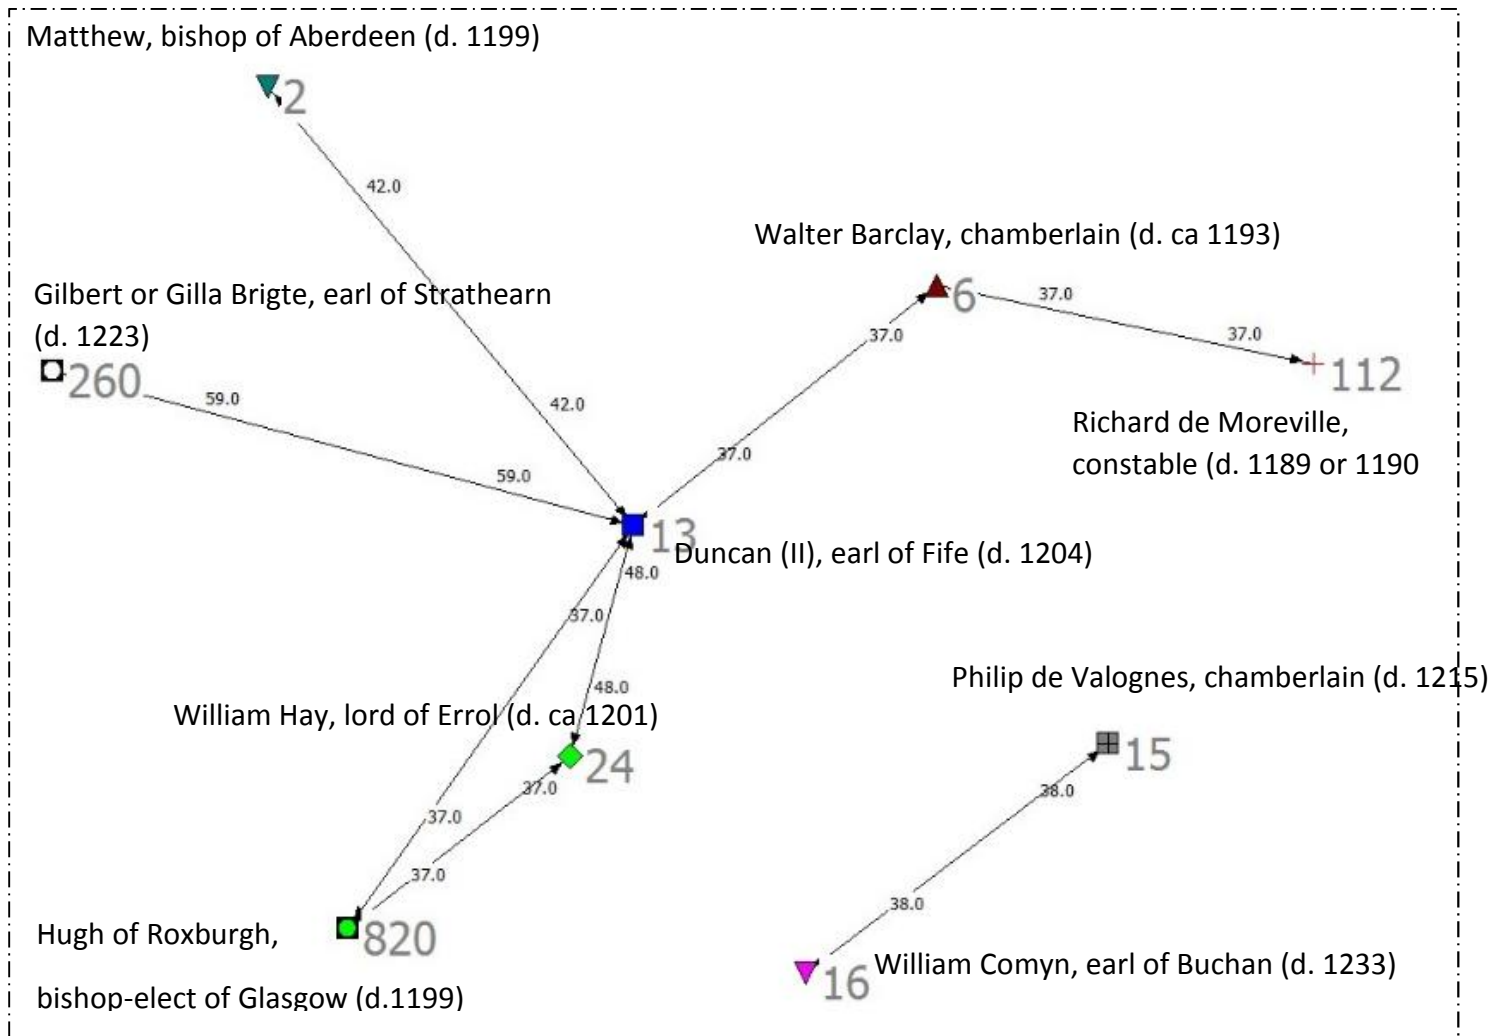 Matthew, bishop of Aberdeen (d. 1199)
2
42.0
Walter Barclay, chamberlain (d. ca 1193)
Gilbert or Gilla Brigte, earl of Strathearn
(d. 1223)
6
37.0
37.0
37.0
260
112
59.0
42.0
Richard de Moreville,
constable (d. 1189 or 1190
37.0
59.0
13
Duncan (II), earl of Fife (d. 1204)
48.0
37.0
Philip de Valognes, chamberlain (d. 1215)
48.0
William Hay, lord of Errol (d. ca 1201)
15
24
37.0
38.0
37.0
37.0
38.0
Hugh of Roxburgh,
820
bishop-elect of Glasgow (d.1199)
16
William Comyn, earl of Buchan (d. 1233)